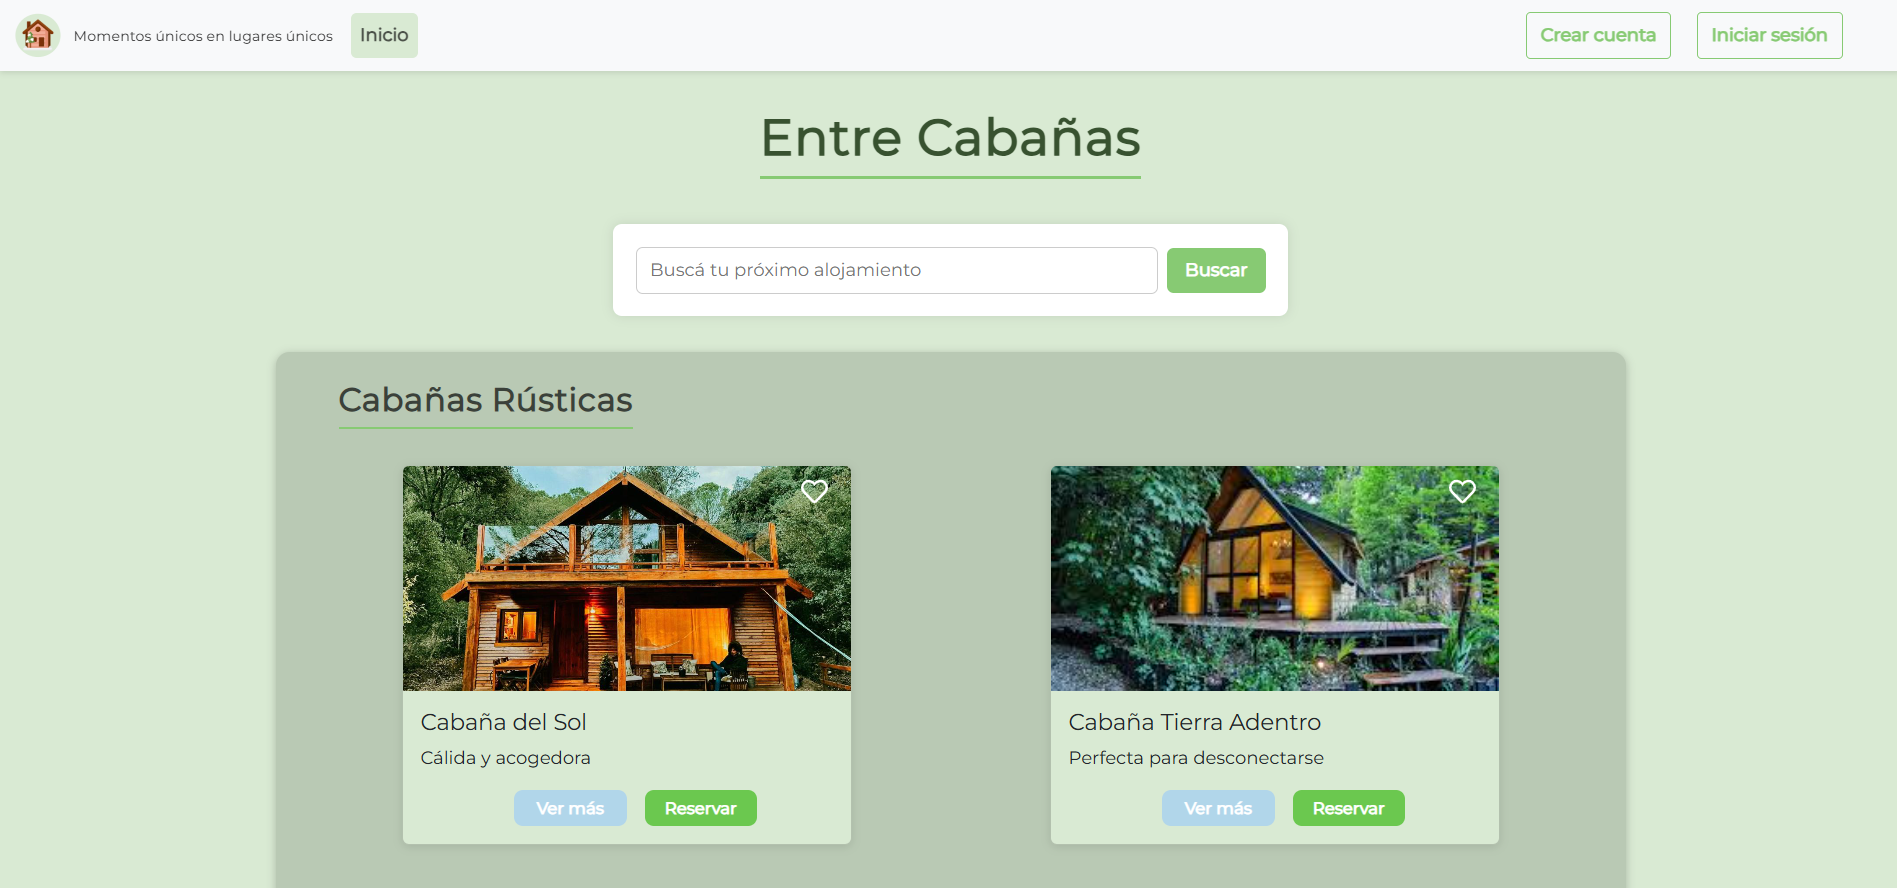 Momentos únicos en lugares únicos
Inicio
Crear cuenta
Iniciar sesión
Entre Cabañas
Buscá tu próximo alojamiento
Buscar
Cabañas Rústicas
Cabaña del Sol
Cálida y acogedora
Ver más
Reservar
Cabaña Tierra Adentro
Perfecta para desconectarse
Ver más
Reservar